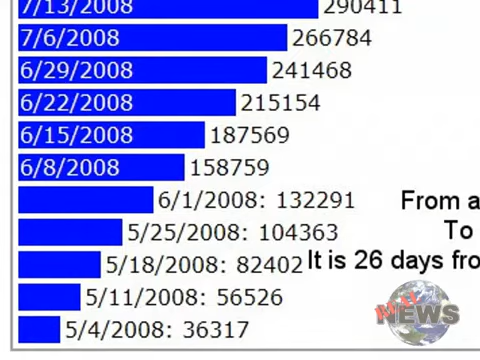 7/13/2008 290411
7/6/2008 266784
6/29/2008 241468
6/22/2008 215154
6/15/2008 187569
6/8/2008 158759
6/1/2008: 132291
From a
5/25/2008: 104363
To
5/18/2008: 82402
It is 26 days fro
5/11/2008: 56526
5/4/2008: 36317
NEWS